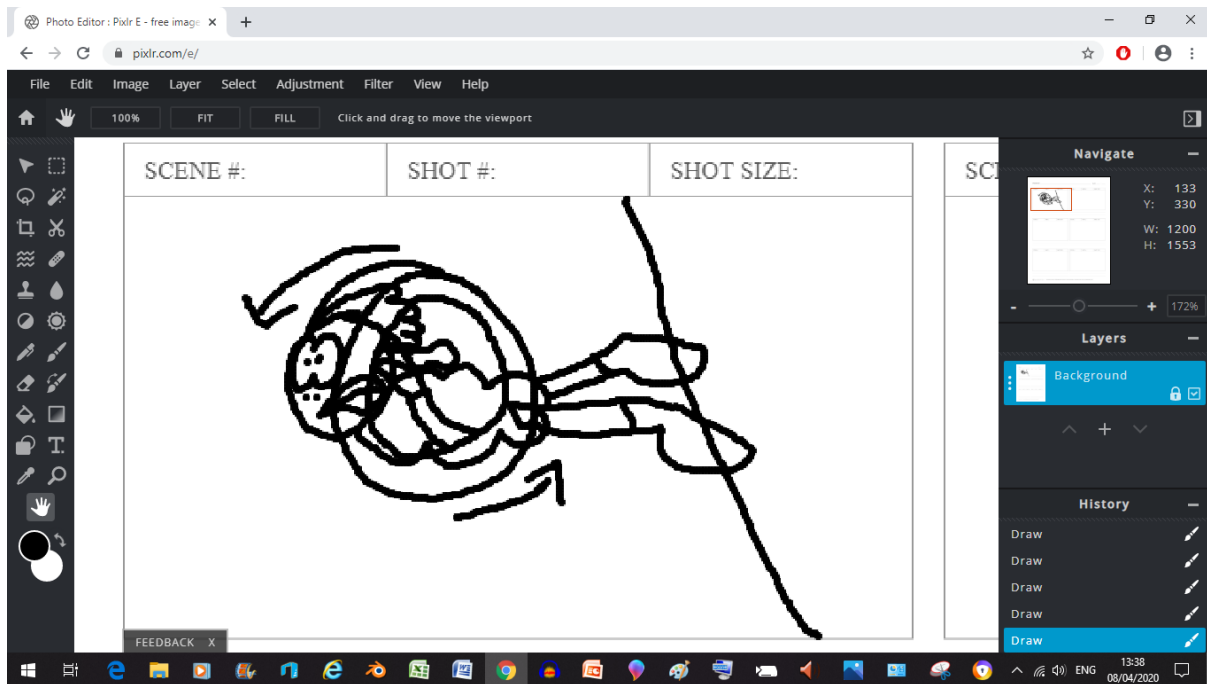 Photo Editor : Pixlr E - free image
pixlr.com/e/
File Edit Image Layer Select Adjustment Filter View Help
100% FIT FILL Click and drag to move the viewport
SCENE #: SHOT #: SHOT SIZE: SC
Navigate
X: 133
Y: 330
W: 1200
H: 1553
172%
Layers
Background
History
Draw
Draw
Draw
Draw
Draw
FEEDBACK X
ENG 13:38
08/04/2020